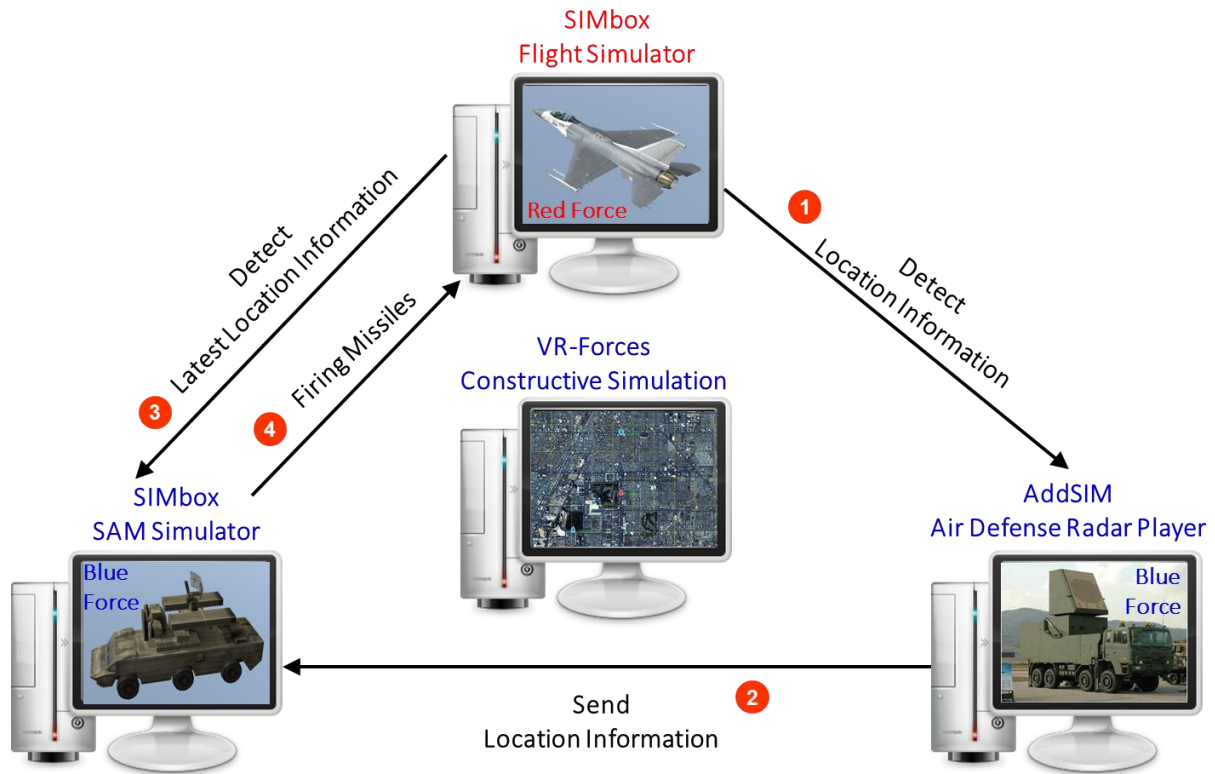 SIMbox
Flight Simulator
Red Force
1
Detect
Location Information
Detect
Latest Location Information
3
Firing Missiles
4
VR-Forces
Constructive Simulation
SIMbox
SAM Simulator
Blue
Force
AddSIM
Air Defense Radar Player
Blue
Force
2
Send
Location Information